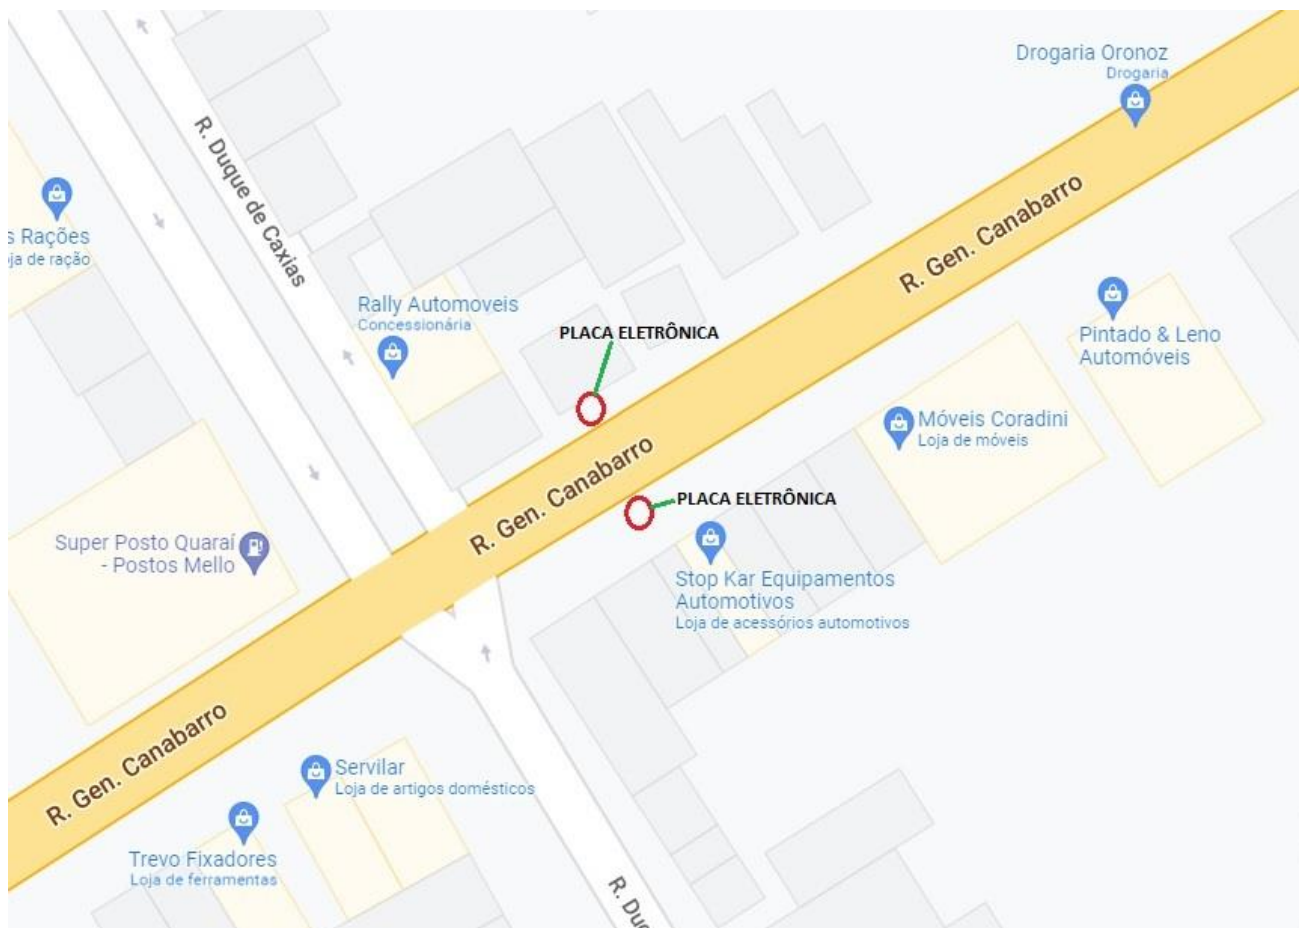 Drogaria Oronoz
Drogaria
R. Duque de Caxias
R. Gen. Canabarro
s Rações
ja de ração
Rally Automoveis
Concessionária
PLACA ELETRÔNICA
Pintado & Leno
Automóveis
Móveis Coradini
Loja de móveis
R. Gen. Canabarro
PLACA ELETRÔNICA
Super Posto Quaraí
- Postos Mello
Stop Kar Equipamentos
Automotivos
Loja de acessórios automotivos
R. Gen. Canabarro
Servilar
Loja de artigos domésticos
Trevo Fixadores
Loja de ferramentas
R. Duq